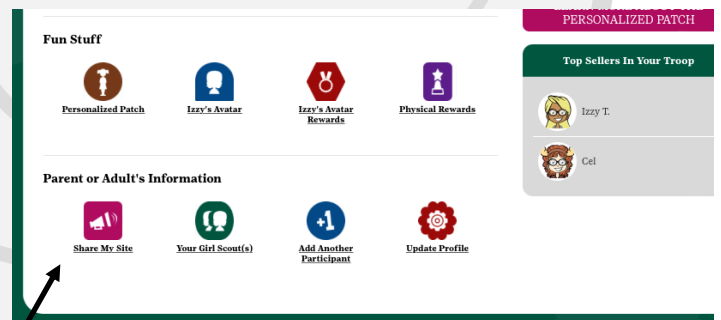 PERSONALIZED PATCH
Fun Stuff
Personalized Patch
Izzy's Avatar
Izzy's Avatar
Rewards
Physical Rewards
Top Sellers In Your Troop
Izzy T.
Cel
Parent or Adult's Information
Share My Site
Your Girl Scout(s)
+1
Add Another
Participant
Update Profile